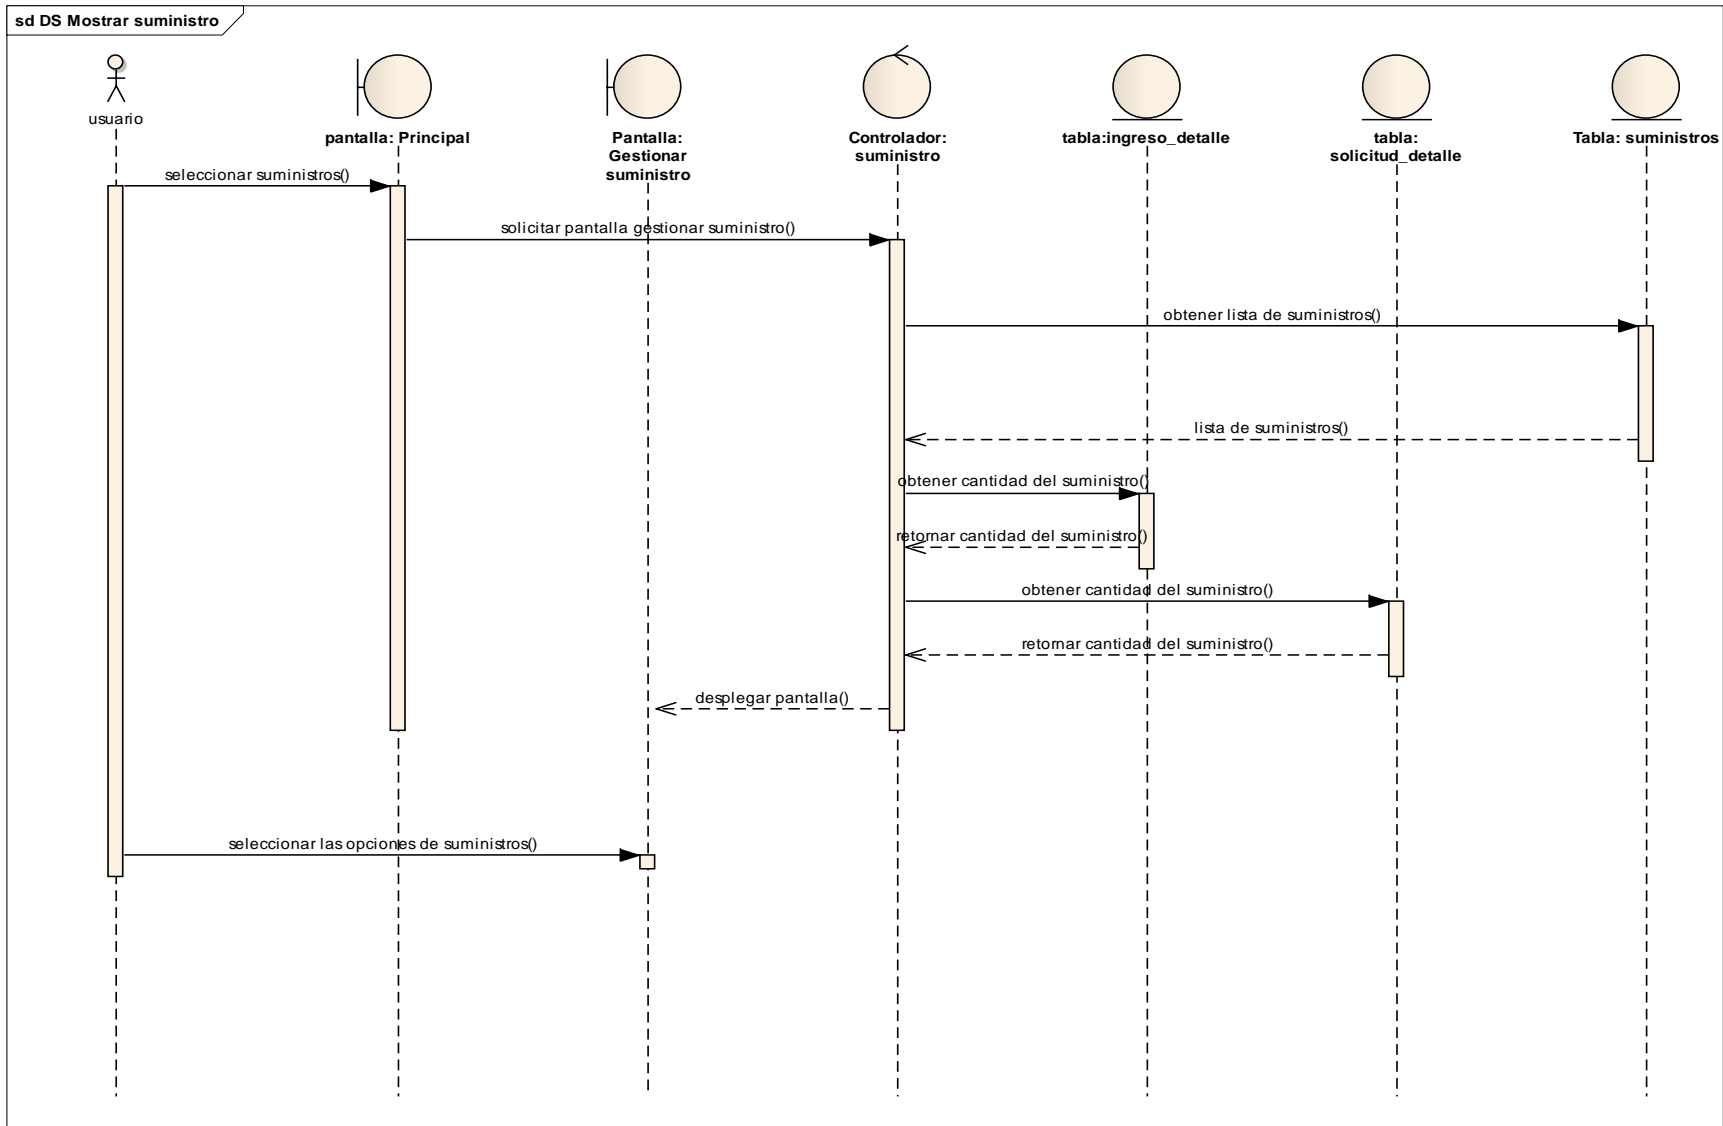 sd DS Mostrar suministro
usuario
pantalla: Principal
Pantalla:
Gestionar
suministro
Controlador:
suministro
tabla:ingreso_detalle
tabla:
solicitud_detalle
Tabla: suministros
seleccionar suministros()
solicitar pantalla gestionar suministro()
obtener lista de suministros()
lista de suministros()
obtener cantidad del suministro()
retornar cantidad del suministro()
obtener cantidad del suministro()
retornar cantidad del suministro()
desplegar pantalla()
seleccionar las opciones de suministros()